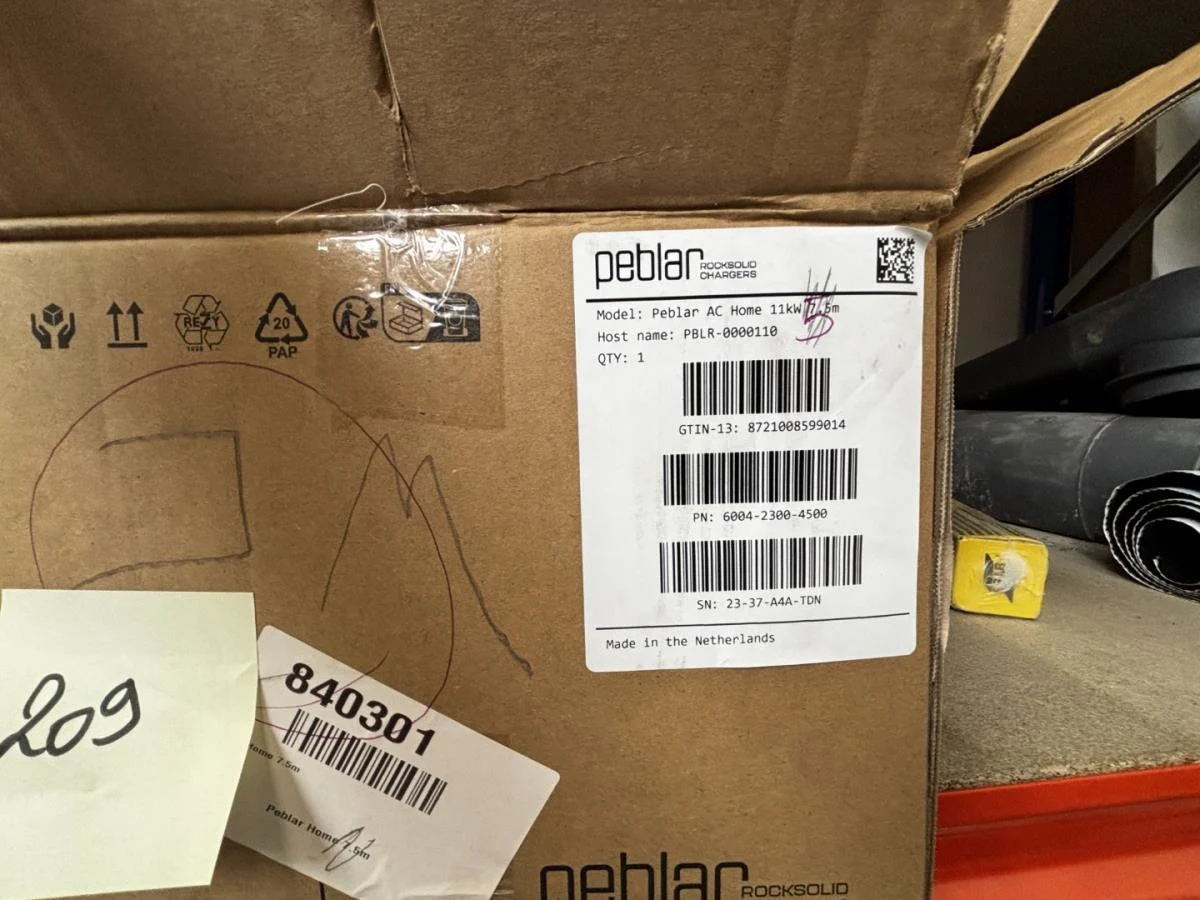 peblar ROCKSOLID CHARGERS
Model: Peblar AC Home 11kW 7.5m
5
Host name: PBLR-0000110
QTY: 1
GTIN-13: 8721008599014
PN: 6004-2300-4500
SN: 23-37-A4A-TDN
Made in the Netherlands
REZY
20
PAP
209
840301
Home 7.5m
Peblar Home 7.5m
peblar ROCKSOLID